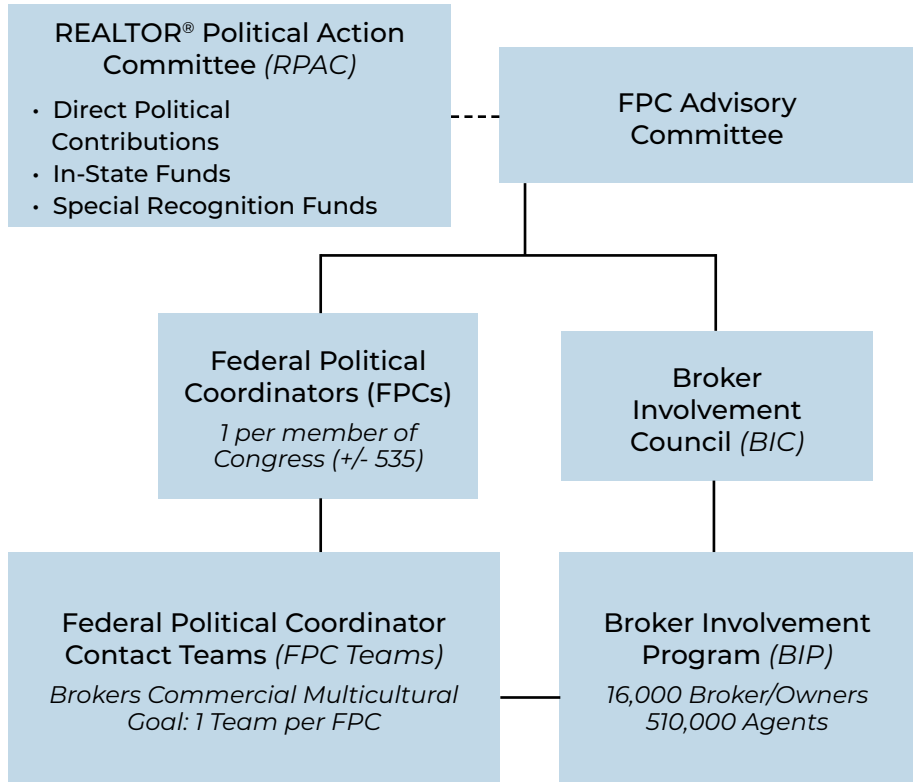 REALTOR® Political Action
Committee (RPAC)
• Direct Political
Contributions
• In-State Funds
• Special Recognition Funds
FPC Advisory
Committee
Federal Political
Coordinators (FPCs)
1 per member of
Congress (+/- 535)
Broker
Involvement
Council (BIC)
Federal Political Coordinator
Contact Teams (FPC Teams)
Brokers Commercial Multicultural
Goal: 1 Team per FPC
Broker Involvement
Program (BIP)
16,000 Broker/Owners
510,000 Agents